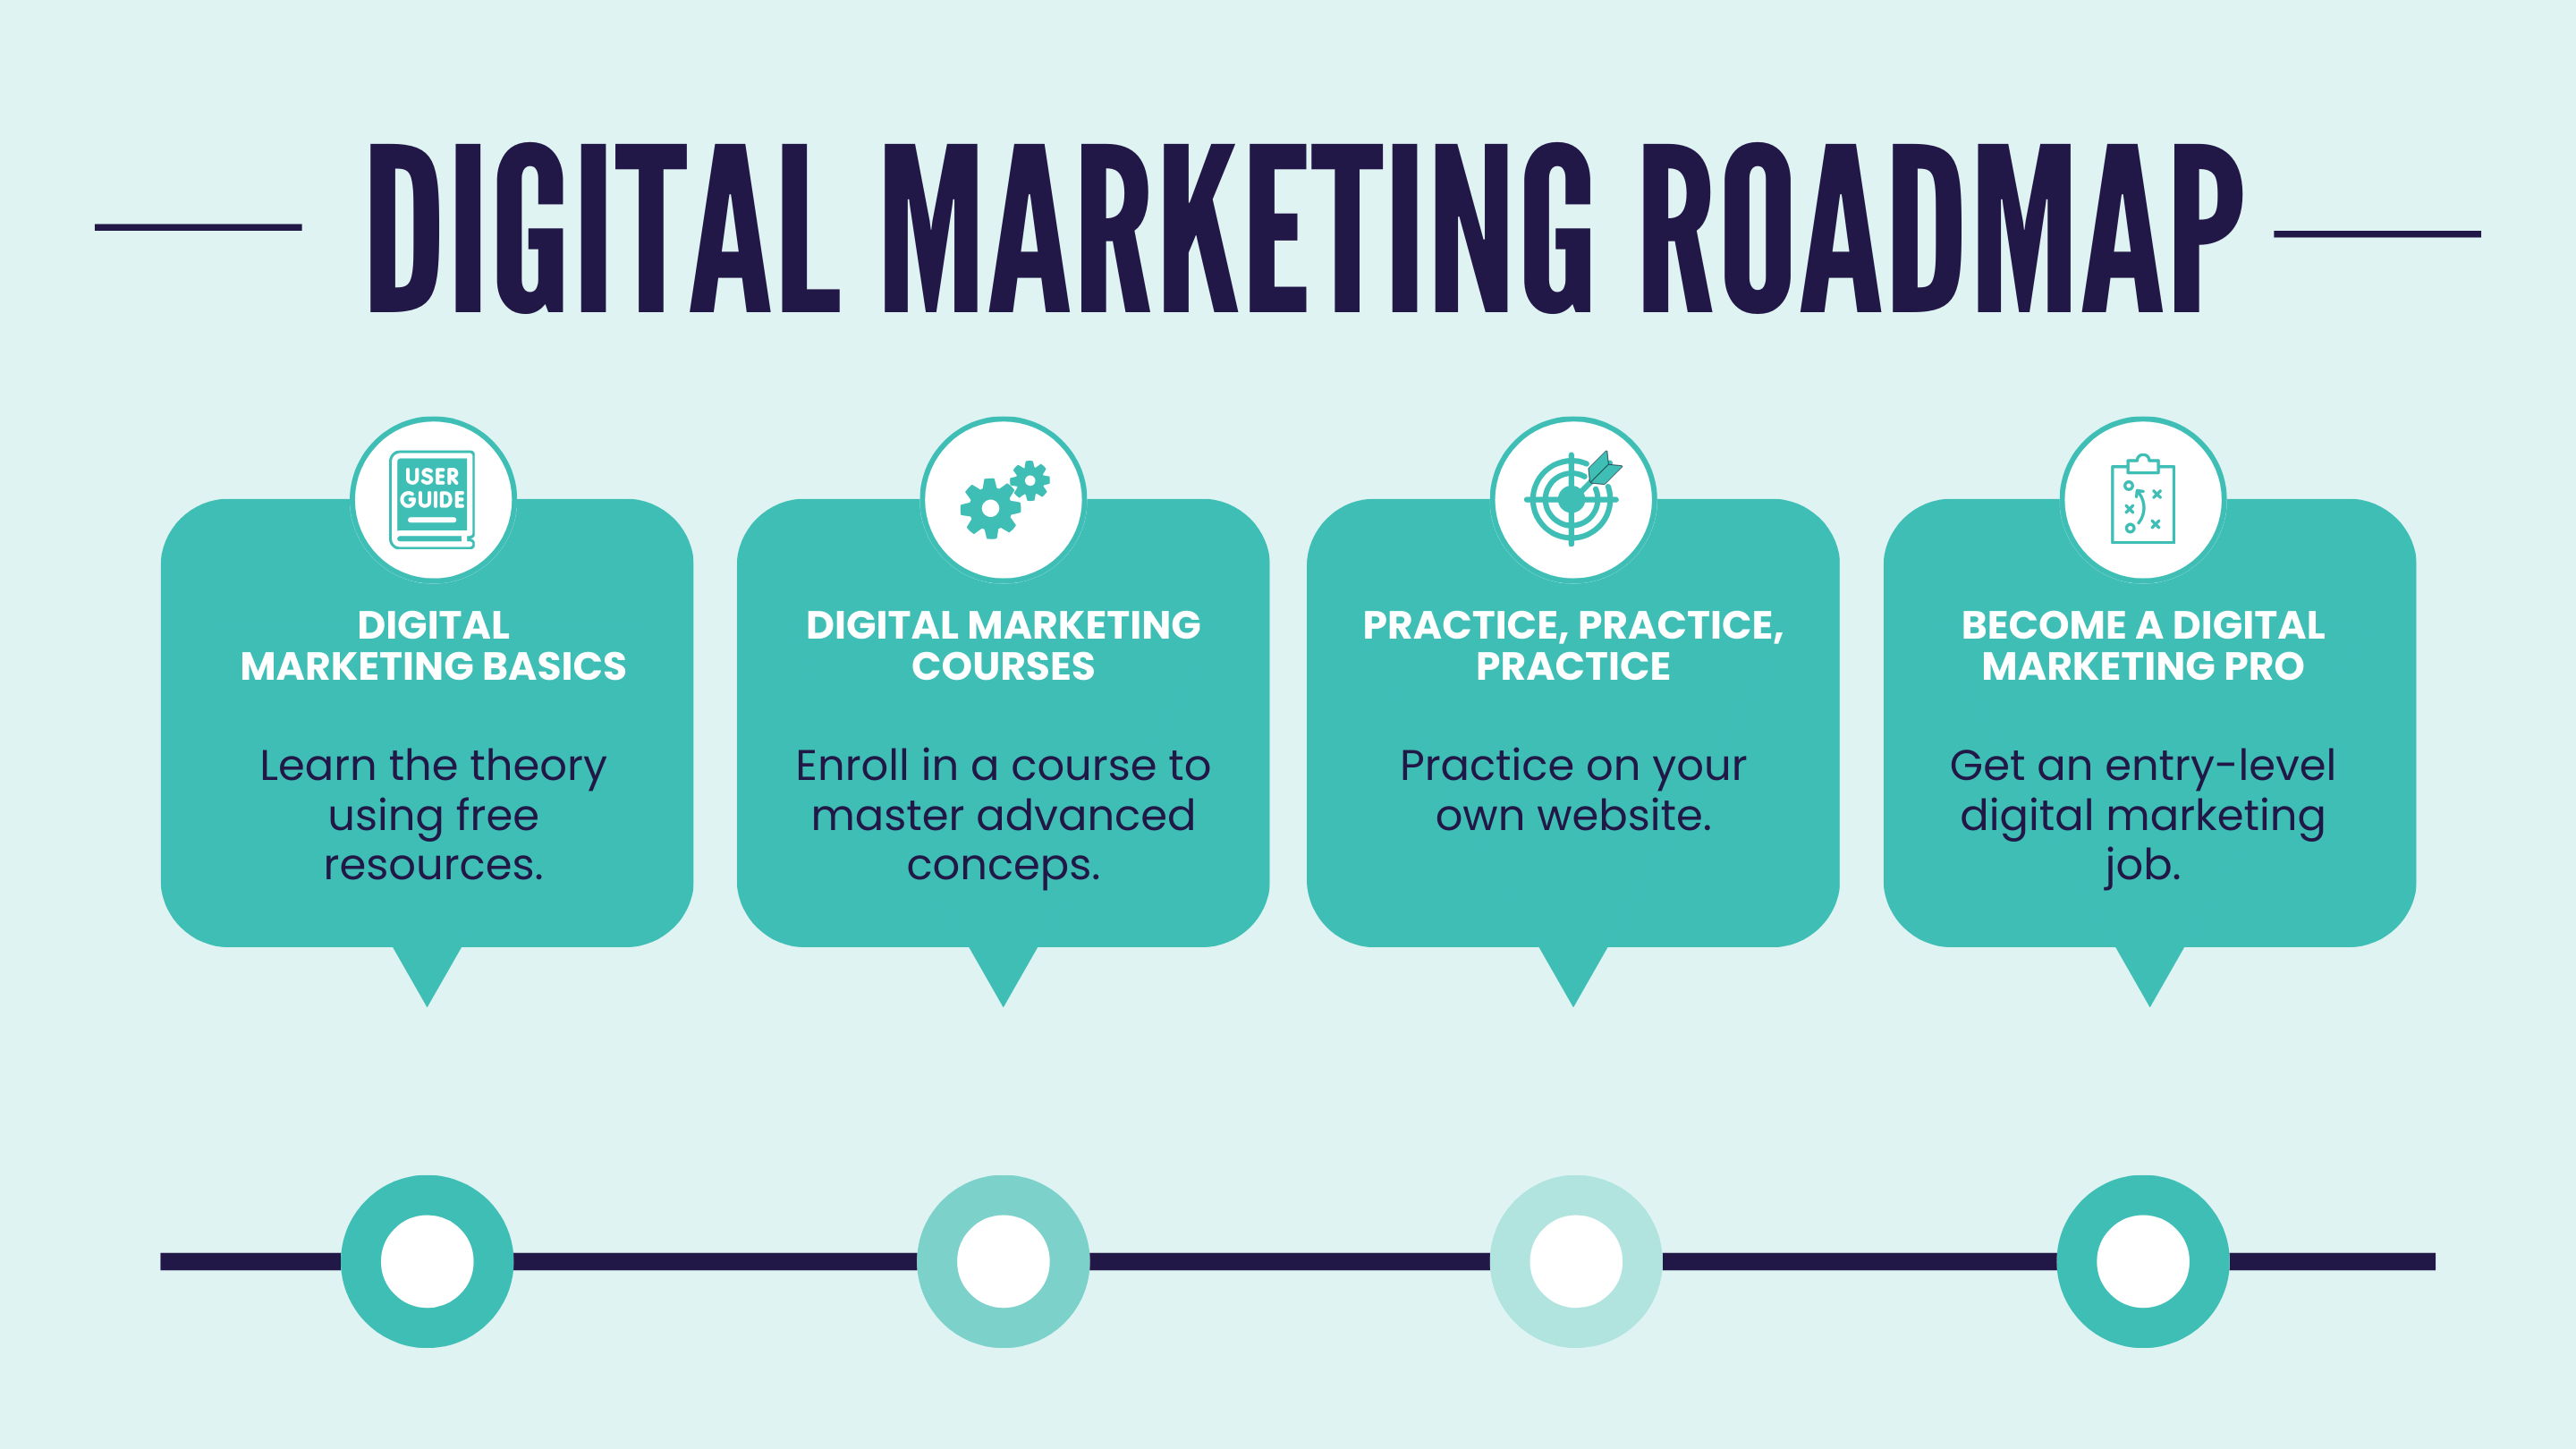 DIGITAL MARKETING ROADMAP
USER
GUIDE
DIGITAL
MARKETING BASICS
Learn the theory
using free
resources.
DIGITAL MARKETING
COURSES
Enroll in a course to
master advanced
conceps.
PRACTICE, PRACTICE,
PRACTICE
Practice on your
own website.
BECOME A DIGITAL
MARKETING PRO
Get an entry-level
digital marketing
job.